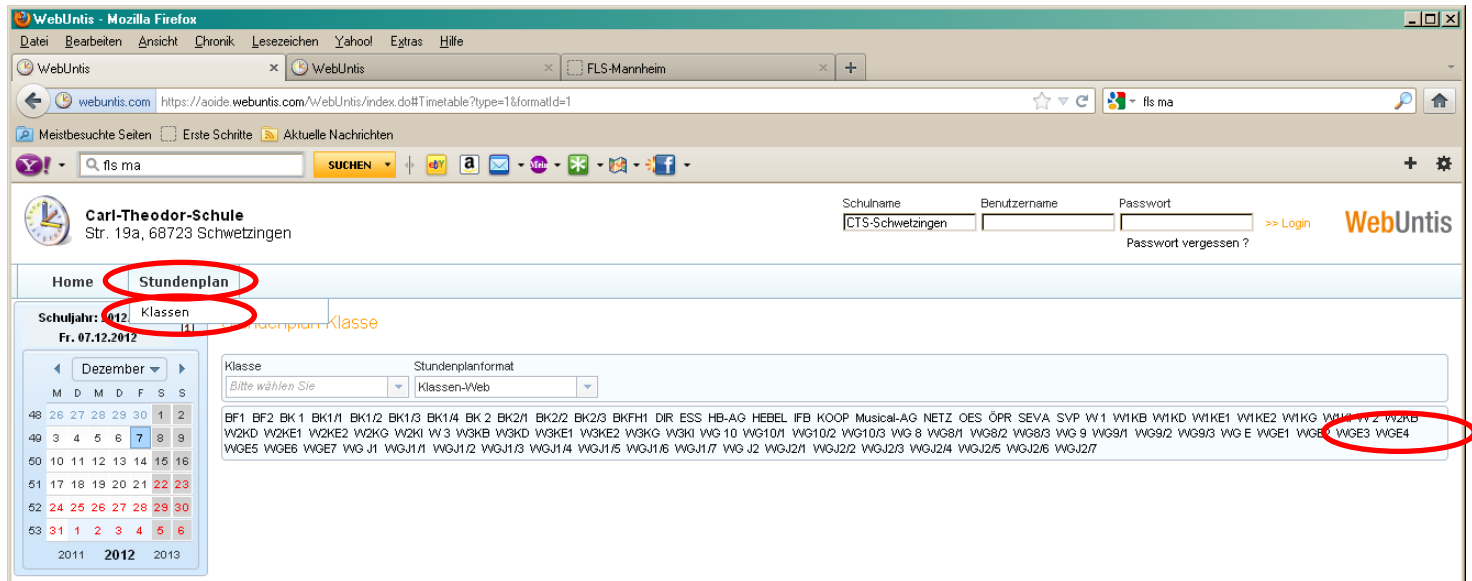 WebUntis - Mozilla Firefox
Datei Bearbeiten Ansicht Chronik Lesezeichen Yahoo! Extras Hilfe
WebUntis × WebUntis × FLS-Mannheim × +
webuntis.com https://aoide.webuntis.com/WebUntis/index.do#Timetable?type=1&formatId=1 fls ma
Meistbesuchte Seiten Erste Schritte Aktuelle Nachrichten
Y! fls ma SUCHEN
Carl-Theodor-Schule
Str. 19a, 68723 Schwetzingen
Schulname Benutzername Passwort
CTS-Schwetzingen >> Login
Passwort vergessen ?
WebUntis
Home Stundenplan
Klassen
Schuljahr: 2012
Fr. 07.12.2012
Stundenplan Klasse
Dezember
M D M D F S S
48 26 27 28 29 30 1 2
49 3 4 5 6 7 8 9
50 10 11 12 13 14 15 16
51 17 18 19 20 21 22 23
52 24 25 26 27 28 29 30
53 31 1 2 3 4 5 6
2011 2012 2013
Klasse Stundenplanformat
Bitte wählen Sie Klassen-Web
BF1 BF2 BK 1 BK1/1 BK1/2 BK1/3 BK1/4 BK 2 BK2/1 BK2/2 BK2/3 BKFH1 DIR ESS HB-AG HEBEL IFB KOOP Musical-AG NETZ OES ÖPR SEVA SVP W 1 W1KB W1KD W1KE1 W1KE2 W1KG W1KI W 2 W2KB
W2KD W2KE1 W2KE2 W2KG W2KI W 3 W3KB W3KD W3KE1 W3KE2 W3KG W3KI WG 10 WG10/1 WG10/2 WG10/3 WG 8 WG8/1 WG8/2 WG8/3 WG 9 WG9/1 WG9/2 WG9/3 WG E WGE1 WGE2 WGE3 WGE4
WGE5 WGE6 WGE7 WG J1 WGJ1/1 WGJ1/2 WGJ1/3 WGJ1/4 WGJ1/5 WGJ1/6 WGJ1/7 WG J2 WGJ2/1 WGJ2/2 WGJ2/3 WGJ2/4 WGJ2/5 WGJ2/6 WGJ2/7